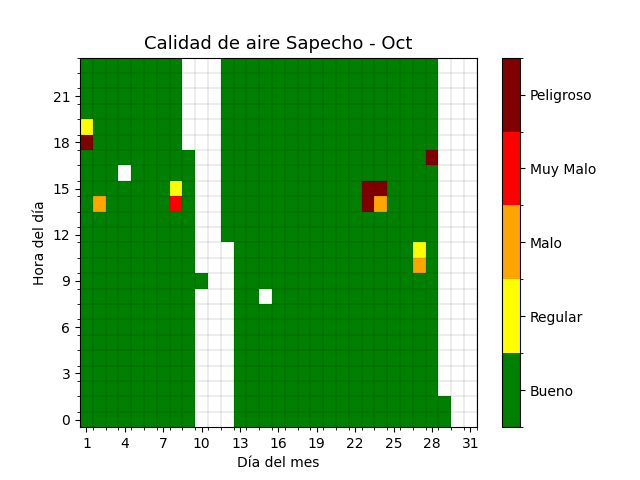 Calidad de aire Sapecho - Oct
Hora del día
21
18
15
12
9
6
3
0
1 4 7 10 13 16 19 22 25 28 31
Día del mes
Peligroso
Muy Malo
Malo
Regular
Bueno